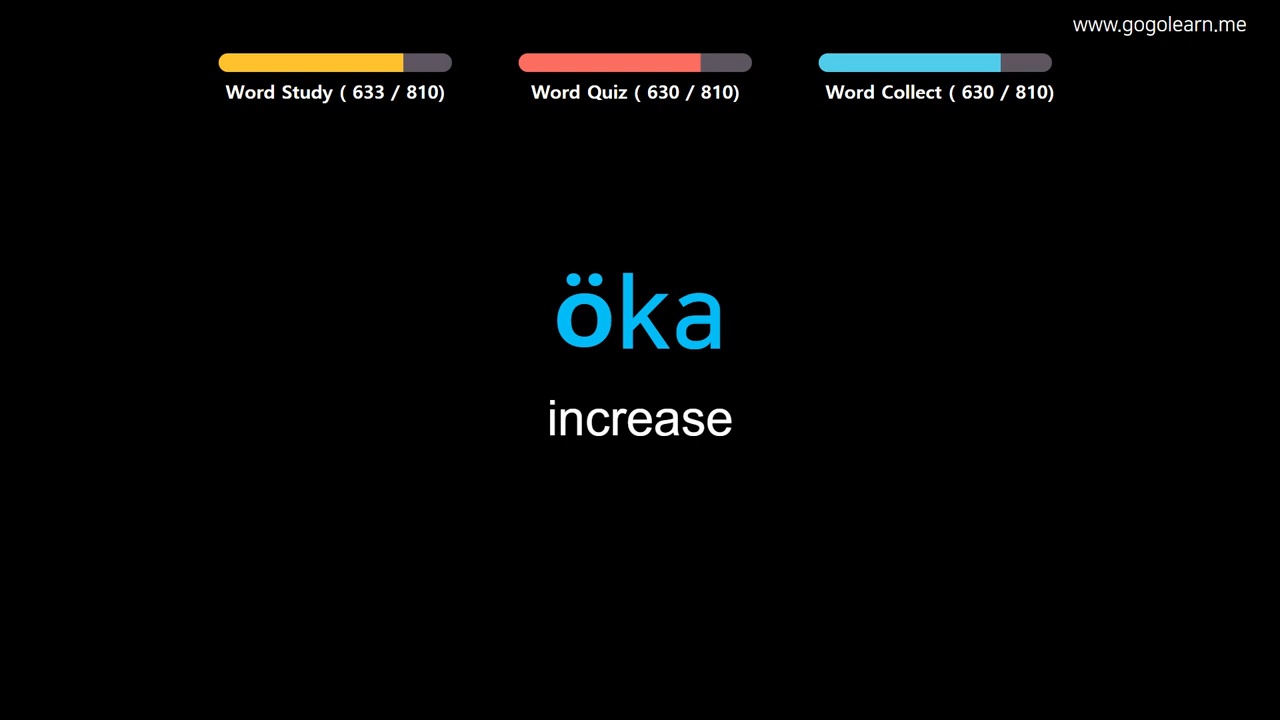 www.gogolearn.me
Word Study ( 633 / 810)
Word Quiz ( 630 / 810)
Word Collect ( 630 / 810)
öka
increase